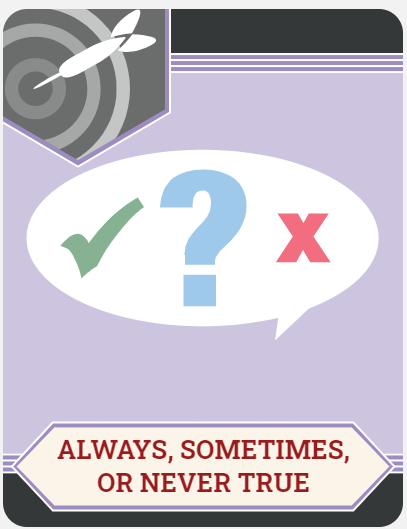 ?
x
ALWAYS, SOMETIMES,
OR NEVER TRUE